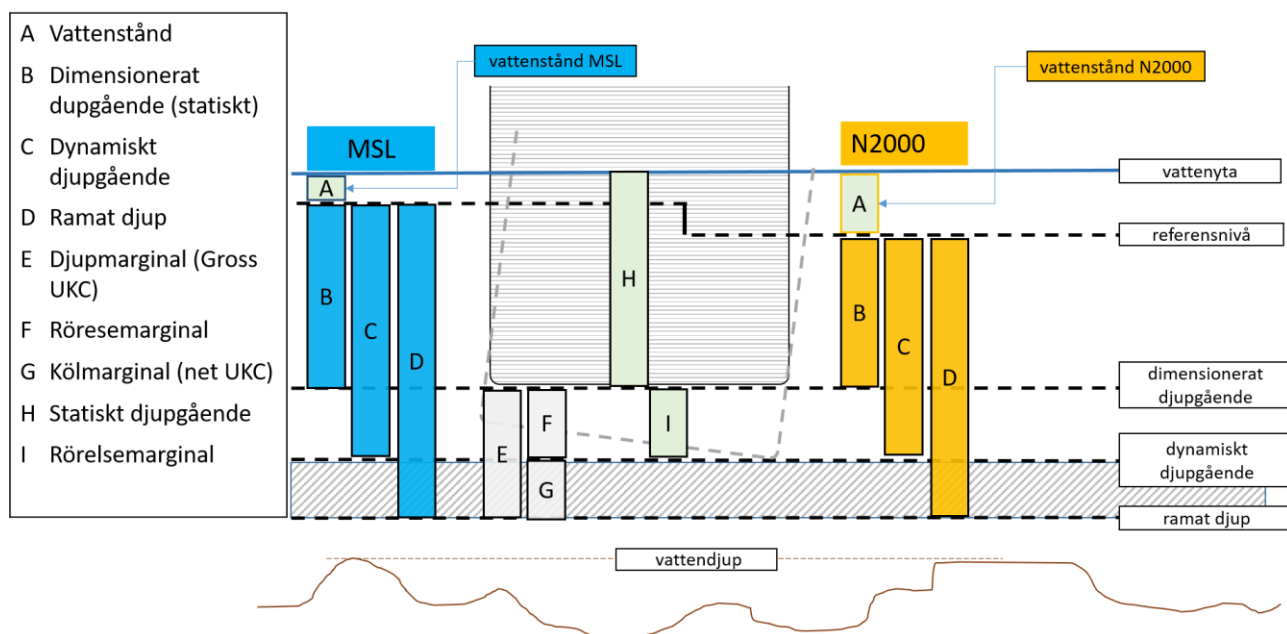 A Vattenstånd
B Dimensionerat
dupgående (statiskt)
C Dynamiskt
djupgående
D Ramat djup
E Djupmarginal (Gross
UKC)
F Röresemarginal
G Kölmarginal (net UKC)
H Statiskt djupgående
I Rörelsemarginal
vattenstånd MSL
vattenstånd N2000
MSL
N2000
vattenyta
A
A
referensnivå
B
C
D
H
B
C
D
dimensionerat
djupgående
E
F
I
G
dynamiskt
djupgående
ramat djup
vattendjup